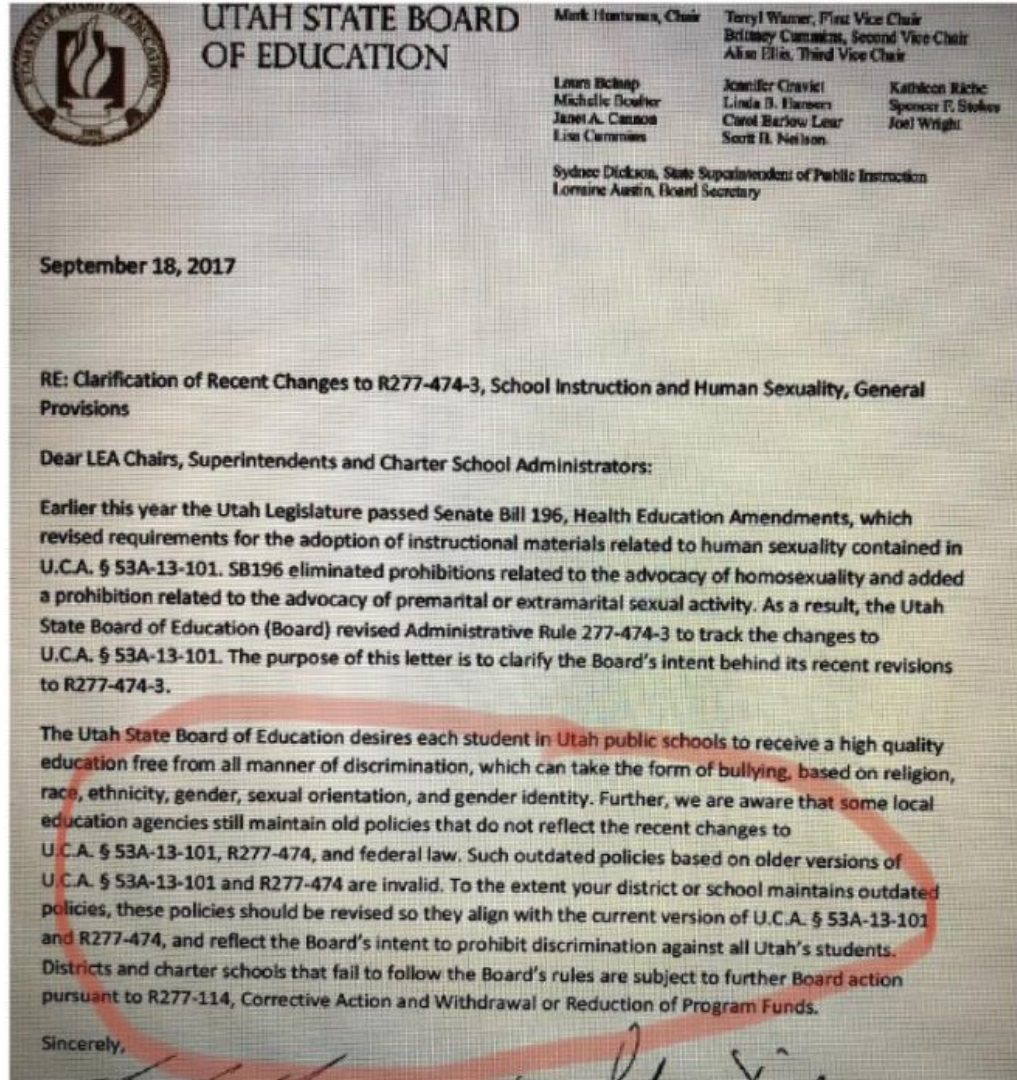 UTAH STATE BOARD
OF EDUCATION
Mark Huntsman, Chair
Terryl Warner, First Vice Chair
Brittney Cummins, Second Vice Chair
Alisa Ellis, Third Vice Chair
Laura Belnap
Michelle Boulter
Janet A. Cannon
Lisa Cummins
Jennifer Graviet
Linda B. Hansen
Carol Barlow Lear
Scott B. Neilson
Kathleen Riebe
Spencer F. Stokes
Joel Wright
Sydnee Dickson, State Superintendent of Public Instruction
Lorraine Austin, Board Secretary
September 18, 2017
RE: Clarification of Recent Changes to R277-474-3, School Instruction and Human Sexuality, General
Provisions
Dear LEA Chairs, Superintendents and Charter School Administrators:
Earlier this year the Utah Legislature passed Senate Bill 196, Health Education Amendments, which
revised requirements for the adoption of instructional materials related to human sexuality contained in
U.C.A. § 53A-13-101. SB196 eliminated prohibitions related to the advocacy of homosexuality and added
a prohibition related to the advocacy of premarital or extramarital sexual activity. As a result, the Utah
State Board of Education (Board) revised Administrative Rule 277-474-3 to track the changes to
U.C.A. § 53A-13-101. The purpose of this letter is to clarify the Board's intent behind its recent revisions
to R277-474-3.
The Utah State Board of Education desires each student in Utah public schools to receive a high quality
education free from all manner of discrimination, which can take the form of bullying, based on religion,
race, ethnicity, gender, sexual orientation, and gender identity. Further, we are aware that some local
education agencies still maintain old policies that do not reflect the recent changes to
U.C.A. § 53A-13-101, R277-474, and federal law. Such outdated policies based on older versions of
U.C.A. § 53A-13-101 and R277-474 are invalid. To the extent your district or school maintains outdated
policies, these policies should be revised so they align with the current version of U.C.A. § 53A-13-101
and R277-474, and reflect the Board's intent to prohibit discrimination against all Utah's students.
Districts and charter schools that fail to follow the Board's rules are subject to further Board action
pursuant to R277-114, Corrective Action and Withdrawal or Reduction of Program Funds.
Sincerely,